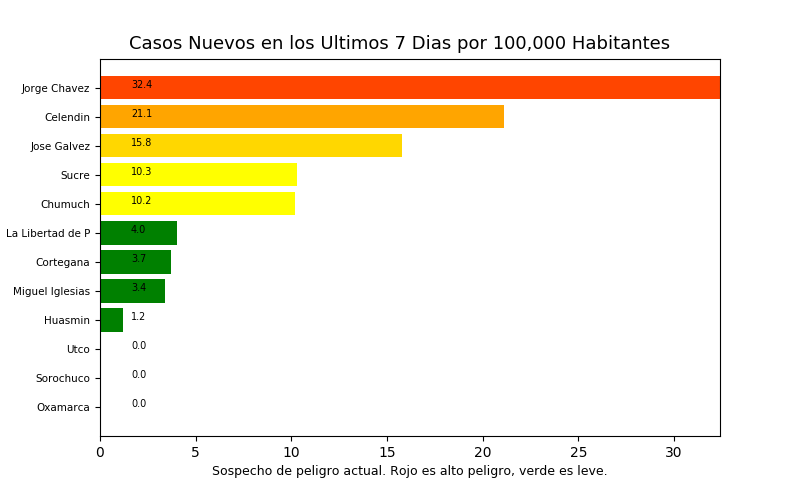 Casos Nuevos en los Ultimos 7 Dias por 100,000 Habitantes
Jorge Chavez 32.4
Celendin 21.1
Jose Galvez 15.8
Sucre 10.3
Chumuch 10.2
La Libertad de P 4.0
Cortegana 3.7
Miguel Iglesias 3.4
Huasmin 1.2
Utco 0.0
Sorochuco 0.0
Oxamarca 0.0
0 5 10 15 20 25 30
Sospecho de peligro actual. Rojo es alto peligro, verde es leve.